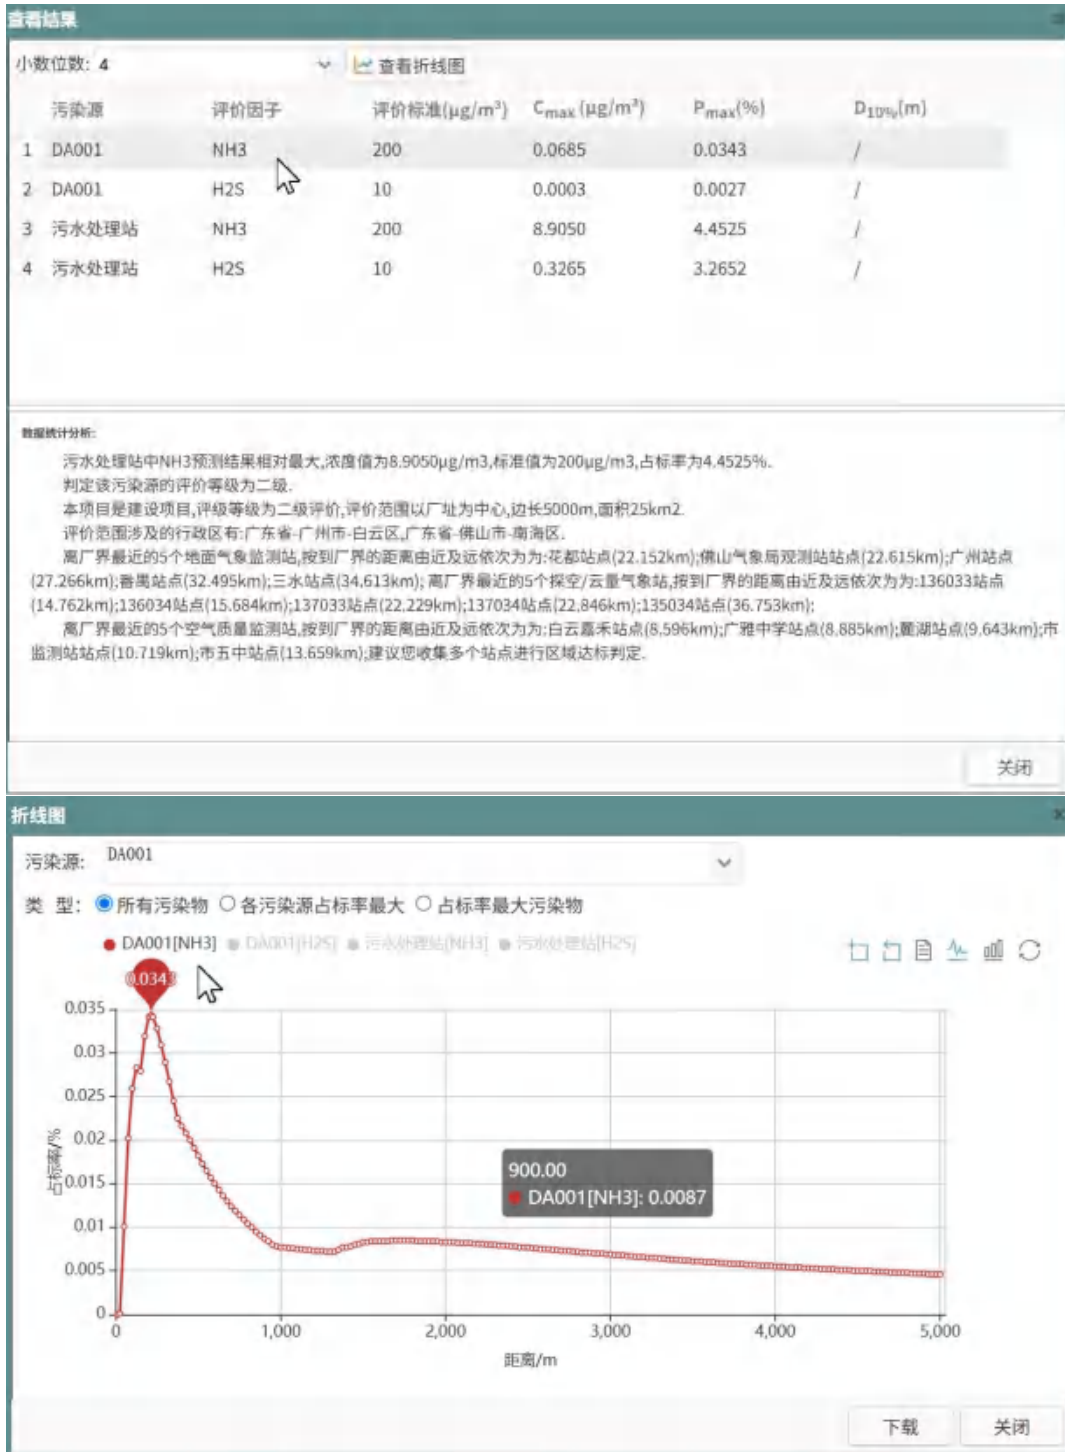 查看结果
小数位数: 4 查看折线图
污染源 评价因子 评价标准(μg/m³) Cmax(μg/m³) Pmax(%) D10%(m)
1 DA001 NH3 200 0.0685 0.0343 /
2 DA001 H2S 10 0.0003 0.0027 /
3 污水处理站 NH3 200 8.9050 4.4525 /
4 污水处理站 H2S 10 0.3265 3.2652 /
数据统计分析:
污水处理站中NH3预测结果相对最大,浓度值为8.9050μg/m3,标准值为200μg/m3,占标率为4.4525%.
判定该污染源的评价等级为二级.
本项目是建设项目,评级等级为二级评价,评价范围以厂址为中心,边长5000m,面积25km2.
评价范围涉及的行政区有:广东省-广州市-白云区,广东省-佛山市-南海区.
离厂界最近的5个地面气象监测站,按到厂界的距离由近及远依次为为:花都站点(22.152km);佛山气象局观测站站点(22.615km);广州站点
(27.266km);番禺站点(32.495km);三水站点(34.613km); 离厂界最近的5个探空/云量气象站,按到厂界的距离由近及远依次为为:136033站点
(14.762km);136034站点(15.684km);137033站点(22.229km);137034站点(22.846km);135034站点(36.753km);
离厂界最近的5个空气质量监测站,按到厂界的距离由近及远依次为为:白云嘉禾站点(8.596km);广雅中学站点(8.885km);麓湖站点(9.643km);市
监测站站点(10.719km);市五中站点(13.659km);建议您收集多个站点进行区域达标判定.
关闭
折线图
污染源: DA001
类 型: 所有污染物 各污染源占标率最大 占标率最大污染物
DA001[NH3] DA001[H2S] 污水处理站[NH3] 污水处理站[H2S]
0.0343
0.035
0.03
0.025
0.02
0.015
0.01
0.005
0
占标率/%
900.00
DA001[NH3]: 0.0087
0 1,000 2,000 3,000 4,000 5,000
距离/m
下载 关闭